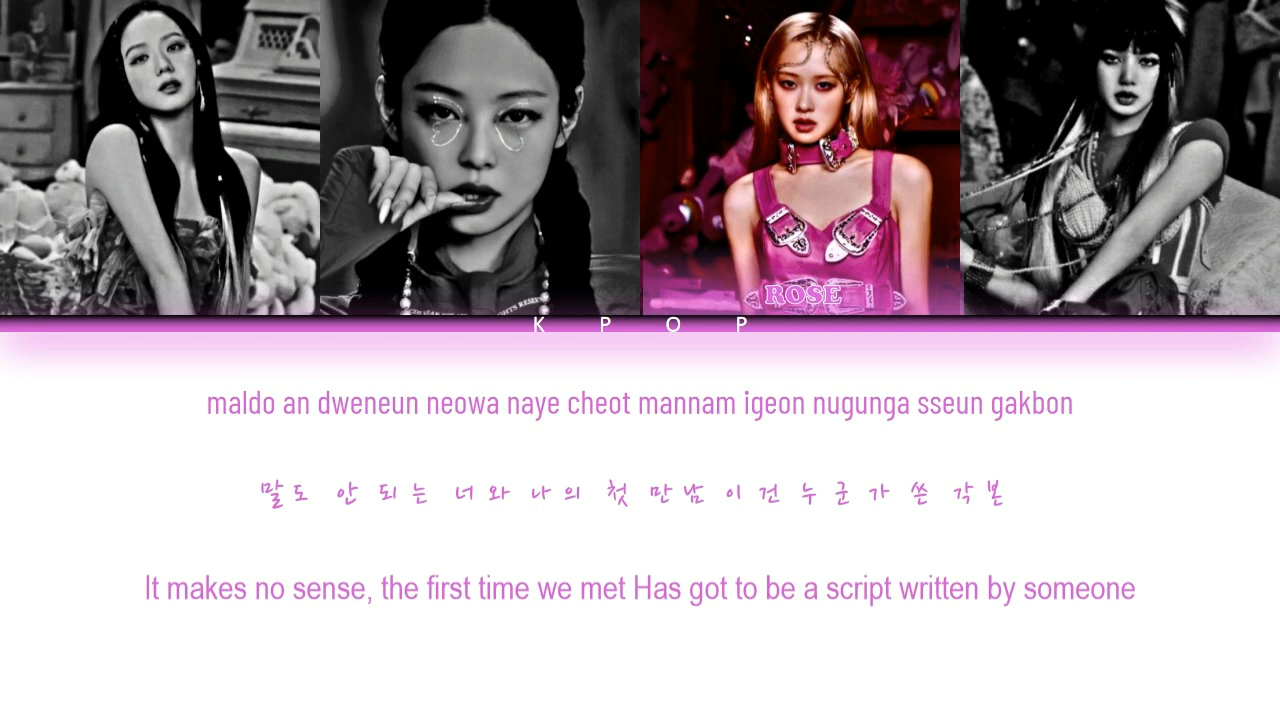 ROSE
K P O P
maldo an dweneun neowa naye cheot mannam igeon nugunga sseun gakbon
말도 안 되는 너와 나의 첫 만남 이건 누군가 쓴 각본
It makes no sense, the first time we met Has got to be a script written by someone